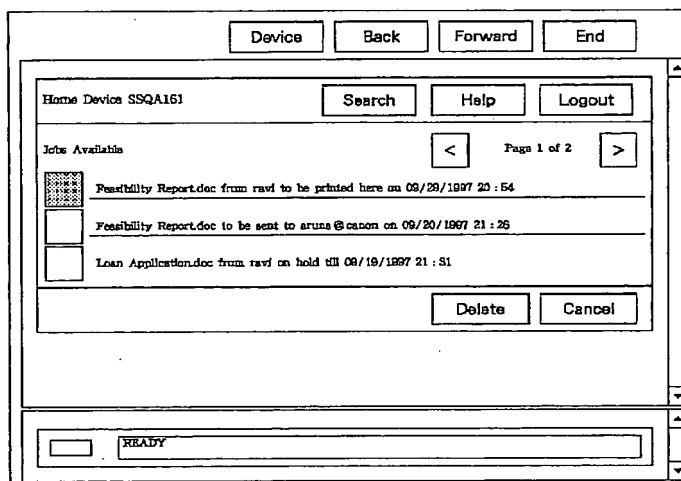 Device Back Forward End
Home Device SSQA161 Search Help Logout
Jobs Available < Page 1 of 2 >
Feasibility Report.doc from ravi to be printed here on 09/29/1997 20 : 54
Feasibility Report.doc to be sent to aruna @ canon on 09/20/1997 21 : 26
Loan Application.doc from ravi on hold till 09/19/1997 21 : 31
Delete Cancel
READY